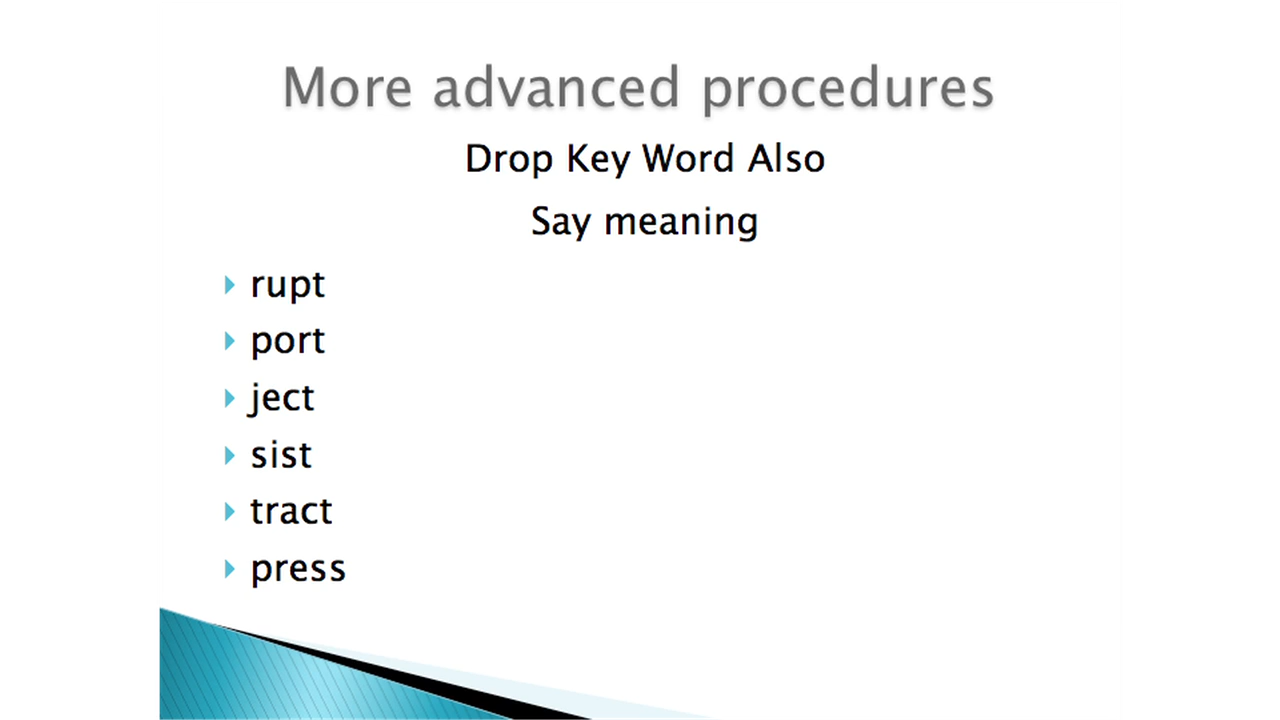 More advanced procedures
Drop Key Word Also
Say meaning
rupt
port
ject
sist
tract
press